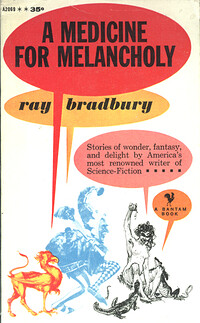 A2069 * * 35¢
A MEDICINE
FOR MELANCHOLY
ray bradbury
Stories of wonder, fantasy,
and delight by America's
most renowned writer of
Science-Fiction • • • • •
A BANTAM
BOOK